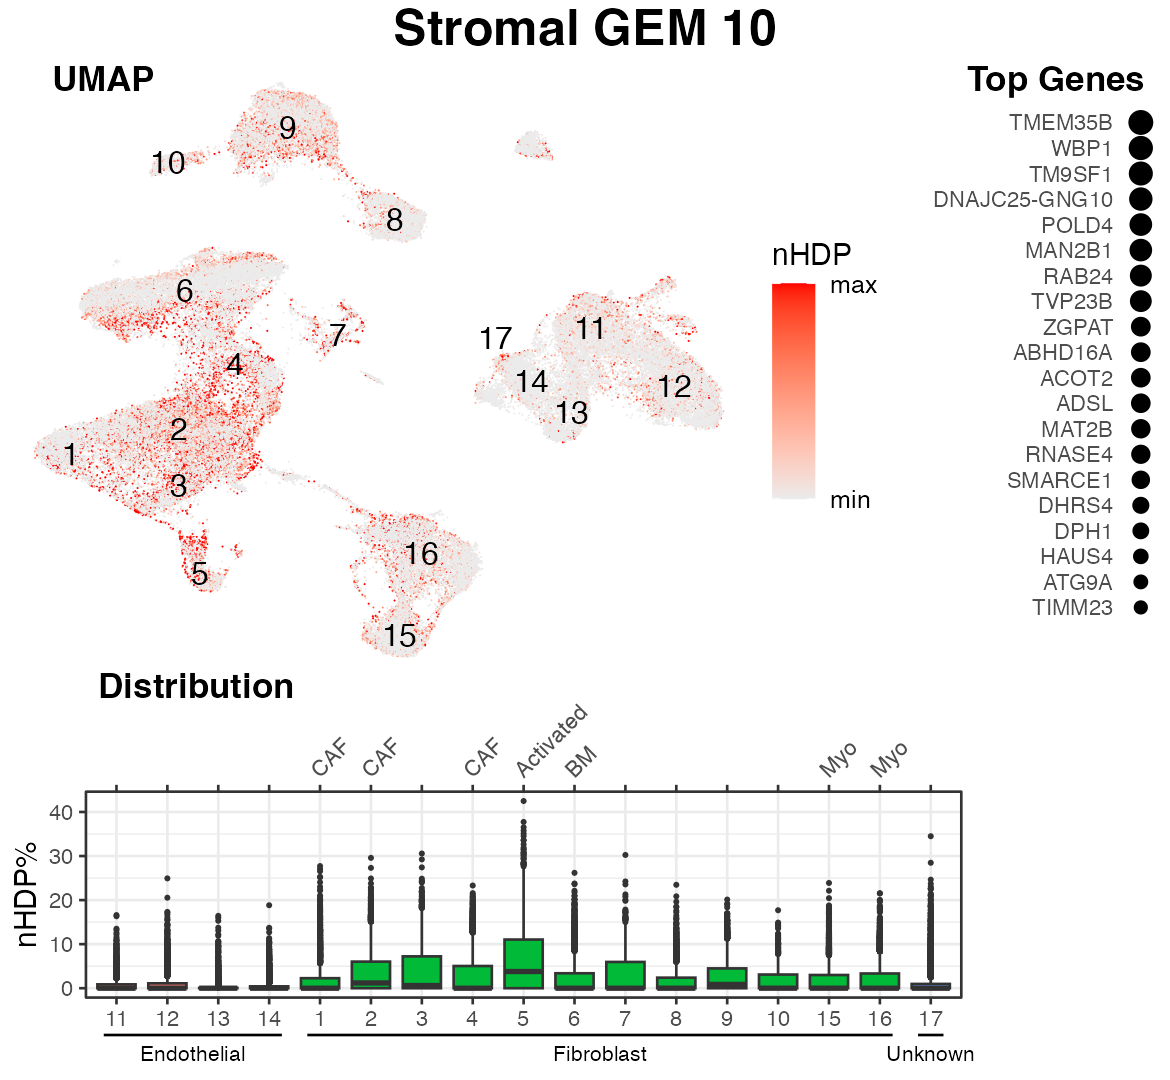 Stromal GEM 10
UMAP
Top Genes
TMEM35B
WBP1
TM9SF1
DNAJC25-GNG10
POLD4
MAN2B1
RAB24
TVP23B
ZGPAT
ABHD16A
ACOT2
ADSL
MAT2B
RNASE4
SMARCE1
DHRS4
DPH1
HAUS4
ATG9A
TIMM23
nHDP
max
min
9
10
8
6
7
4
2
1
3
5
16
15
17
11
14
12
13
Distribution
CAF
CAF
CAF
Activated
BM
Myo
Myo
nHDP%
40
30
20
10
0
11 12 13 14 1 2 3 4 5 6 7 8 9 10 15 16 17
Endothelial Fibroblast Unknown